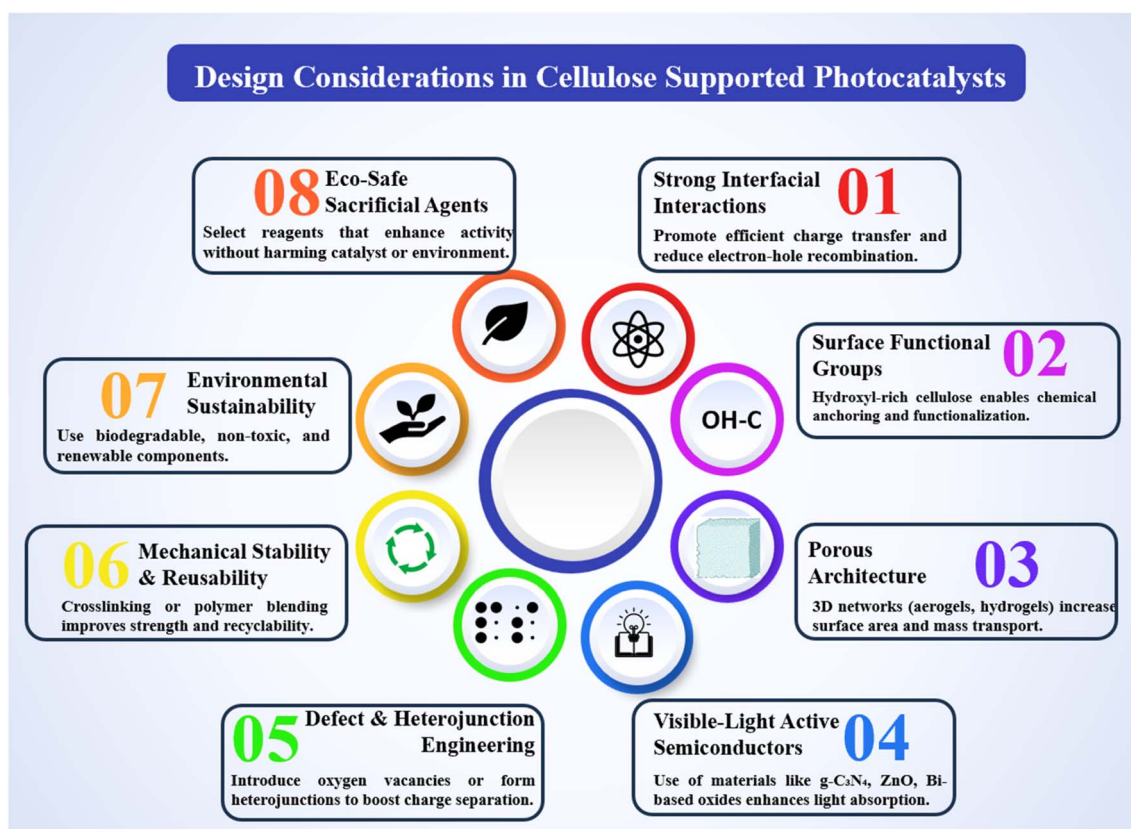 Design Considerations in Cellulose Supported Photocatalysts
08 Eco-Safe
Sacrificial Agents
Select reagents that enhance activity
without harming catalyst or environment.
Strong Interfacial 01
Interactions
Promote efficient charge transfer and
reduce electron-hole recombination.
07 Environmental
Sustainability
Use biodegradable, non-toxic, and
renewable components.
Surface Functional 02
Groups
Hydroxyl-rich cellulose enables chemical
anchoring and functionalization.
OH-C
06 Mechanical Stability
& Reusability
Crosslinking or polymer blending
improves strength and recyclability.
Porous 03
Architecture
3D networks (aerogels, hydrogels) increase
surface area and mass transport.
05 Defect & Heterojunction
Engineering
Introduce oxygen vacancies or form
heterojunctions to boost charge separation.
Visible-Light Active 04
Semiconductors
Use of materials like g-C₃N₄, ZnO, Bi-
based oxides enhances light absorption.